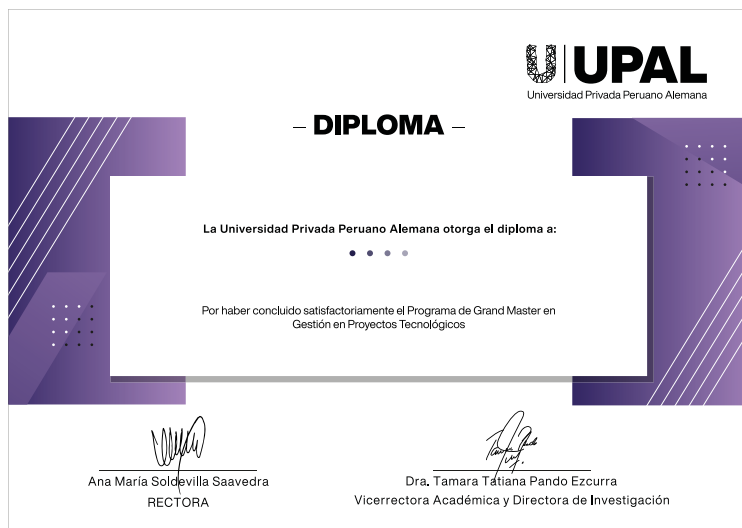 UPAL
Universidad Privada Peruano Alemana
– DIPLOMA –
La Universidad Privada Peruano Alemana otorga el diploma a:
Por haber concluido satisfactoriamente el Programa de Grand Master en
Gestión en Proyectos Tecnológicos
Ana María Soldevilla Saavedra
RECTORA
Dra. Tamara Tatiana Pando Ezcurra
Vicerrectora Académica y Directora de Investigación